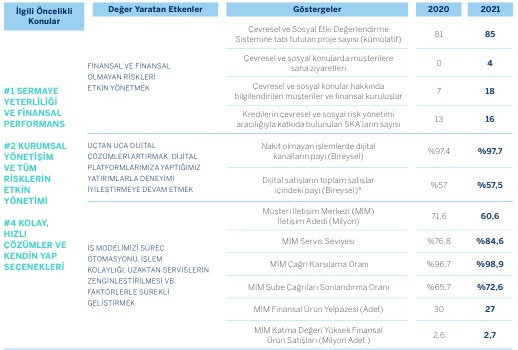 İlgili Öncelikli
Konular
Değer Yaratan Etkenler
Göstergeler
2020
2021
#1 SERMAYE
YETERLİLİĞİ
VE FİNANSAL
PERFORMANS
#2 KURUMSAL
YÖNETİŞİM
VE TÜM
RİSKLERİN
ETKİN
YÖNETİMİ
#4 KOLAY,
HIZLI
ÇÖZÜMLER VE
KENDİN YAP
SEÇENEKLERİ
FİNANSAL VE FİNANSAL
OLMAYAN RİSKLERİ
ETKİN YÖNETMEK
Çevresel ve Sosyal Etki Değerlendirme
Sistemine tabi tutulan proje sayısı (kümülatif)
81
85
Çevresel ve sosyal konularda müşterilere
saha ziyaretleri
0
4
Çevresel ve sosyal konular hakkında
bilgilendirilen müşteriler ve finansal kuruluşlar
7
18
Kredilerin çevresel ve sosyal risk yönetimi
aracılığıyla katkıda bulunulan SKA'ların sayısı
13
16
UÇTAN UCA DİJİTAL
ÇÖZÜMLERİ ARTIRMAK, DİJİTAL
PLATFORMLARIMIZA YAPTIĞIMIZ
YATIRIMLARLA DENEYİMİ
İYİLEŞTİRMEYE DEVAM ETMEK
Nakit olmayan işlemlerde dijital
kanalların payı (Bireysel)
%97,4
%97,7
Dijital satışların toplam satışlar
içindeki payı (Bireysel)*
%57
%57,5
İŞ MODELİMİZİ SÜREÇ
OTOMASYONU, İŞLEM
KOLAYLIĞI, UZAKTAN SERVİSLERİN
ZENGİNLEŞTİRİLMESİ VB.
FAKTÖRLERLE SÜREKLİ
GELİŞTİRMEK
Müşteri İletişim Merkezi (MİM)
İletişim Adedi (Milyon)
71,6
60,6
MİM Servis Seviyesi
%76,8
%84,6
MİM Çağrı Karşılama Oranı
%96,7
%98,9
MİM Şube Çağrıları Sonlandırma Oranı
%65,7
%72,6
MİM Finansal Ürün Yelpazesi (Adet)
30
27
MİM Katma Değeri Yüksek Finansal
Ürün Satışları (Milyon Adet )
2,6
2,7